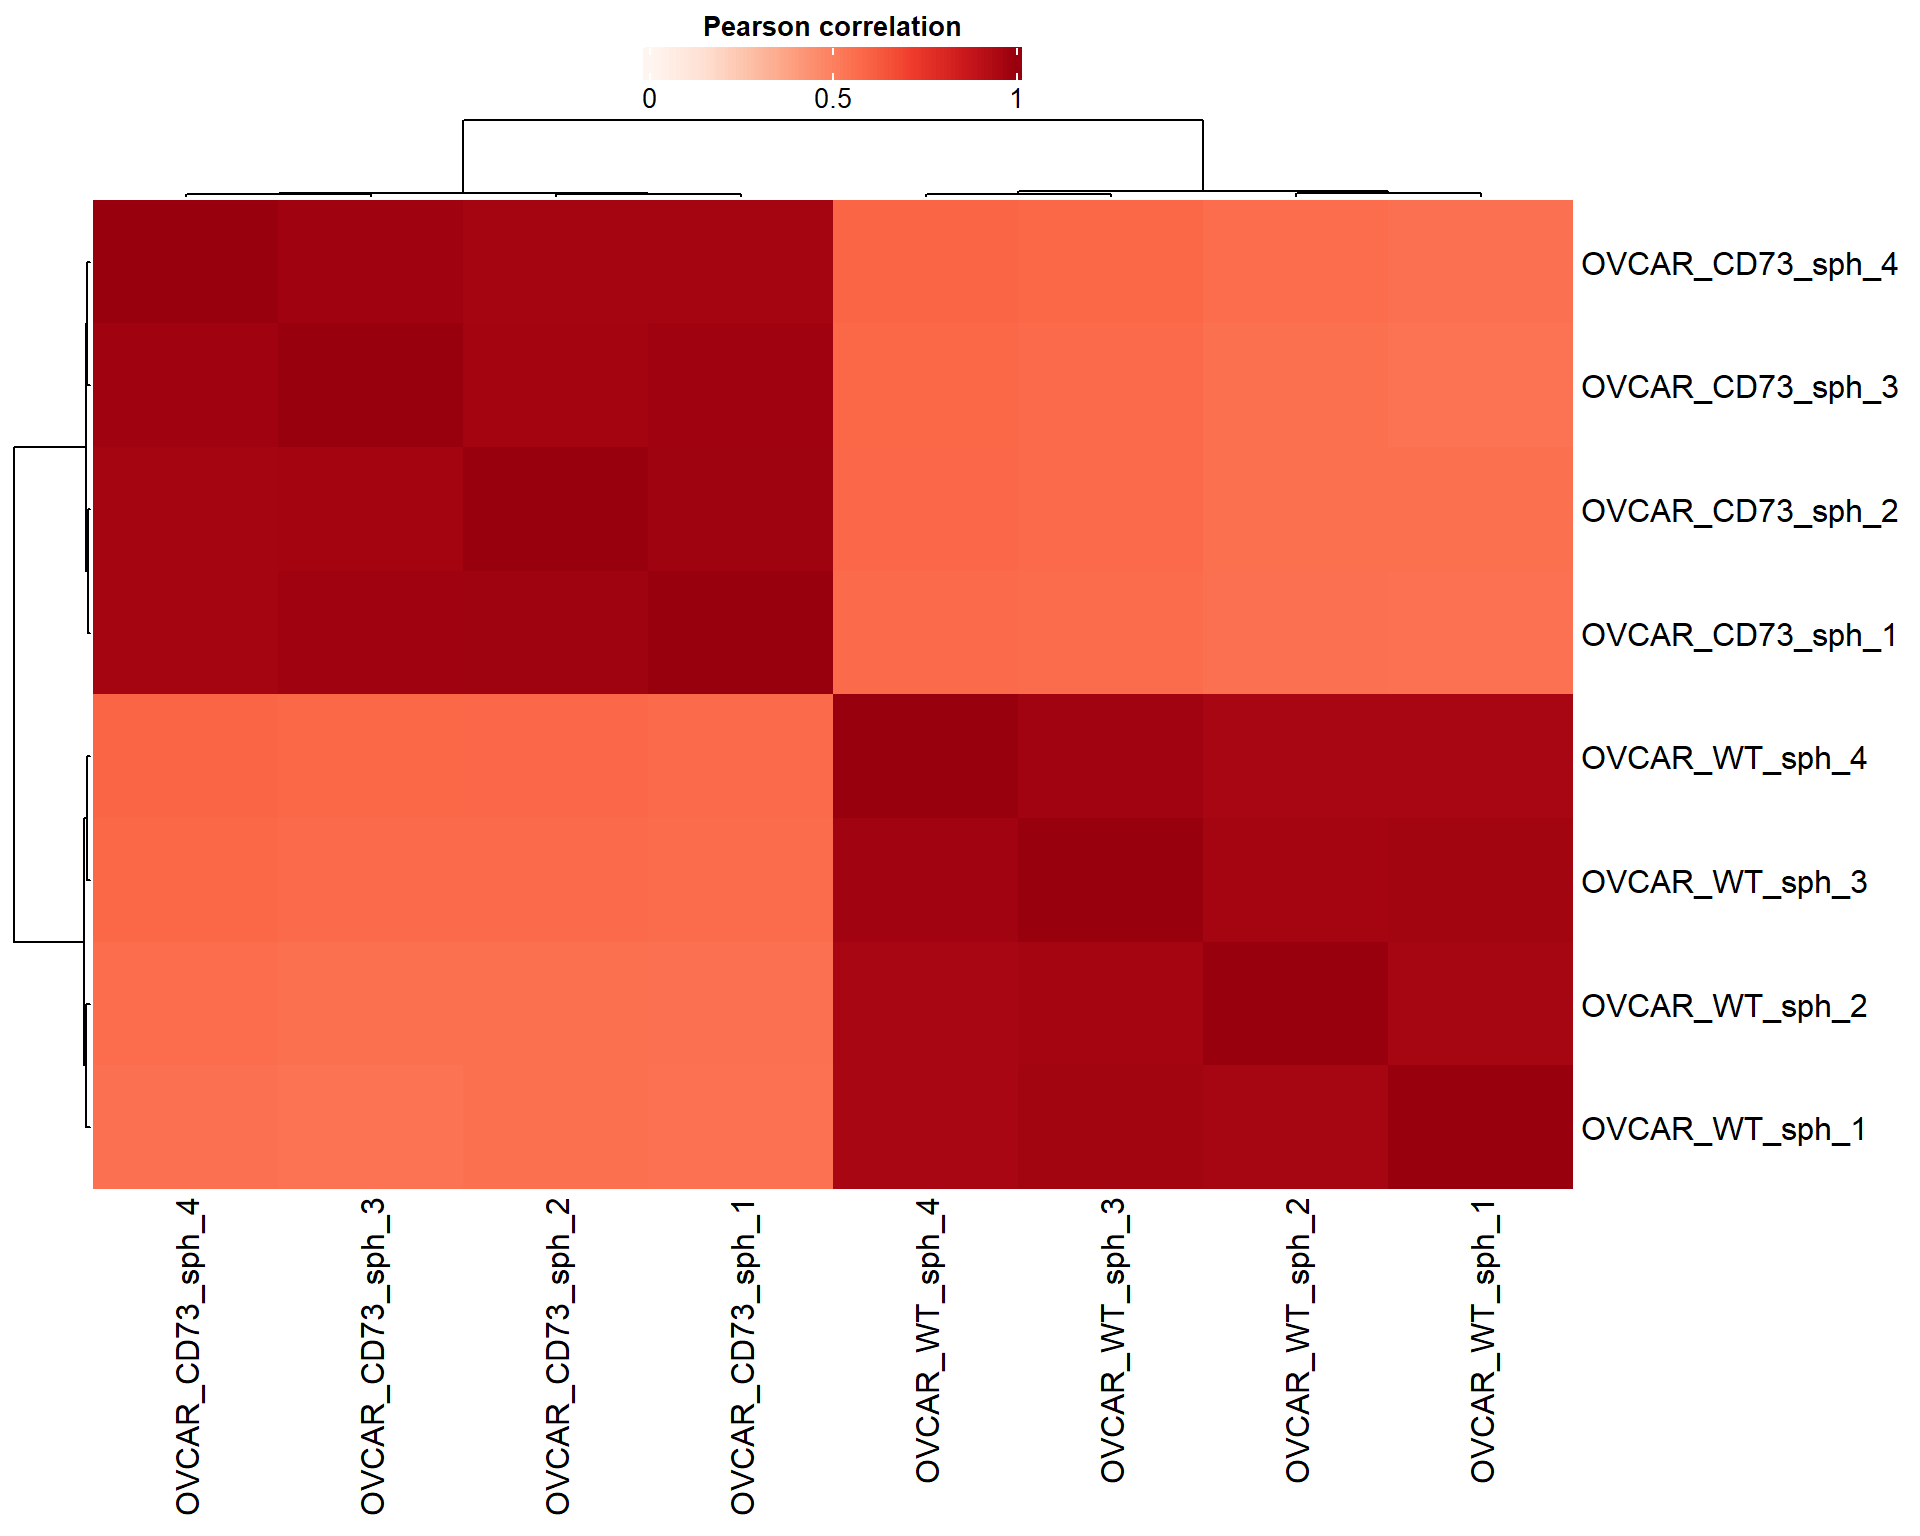 Pearson correlation
0 0.5 1
OVCAR_CD73_sph_4
OVCAR_CD73_sph_3
OVCAR_CD73_sph_2
OVCAR_CD73_sph_1
OVCAR_WT_sph_4
OVCAR_WT_sph_3
OVCAR_WT_sph_2
OVCAR_WT_sph_1
OVCAR_CD73_sph_4
OVCAR_CD73_sph_3
OVCAR_CD73_sph_2
OVCAR_CD73_sph_1
OVCAR_WT_sph_4
OVCAR_WT_sph_3
OVCAR_WT_sph_2
OVCAR_WT_sph_1